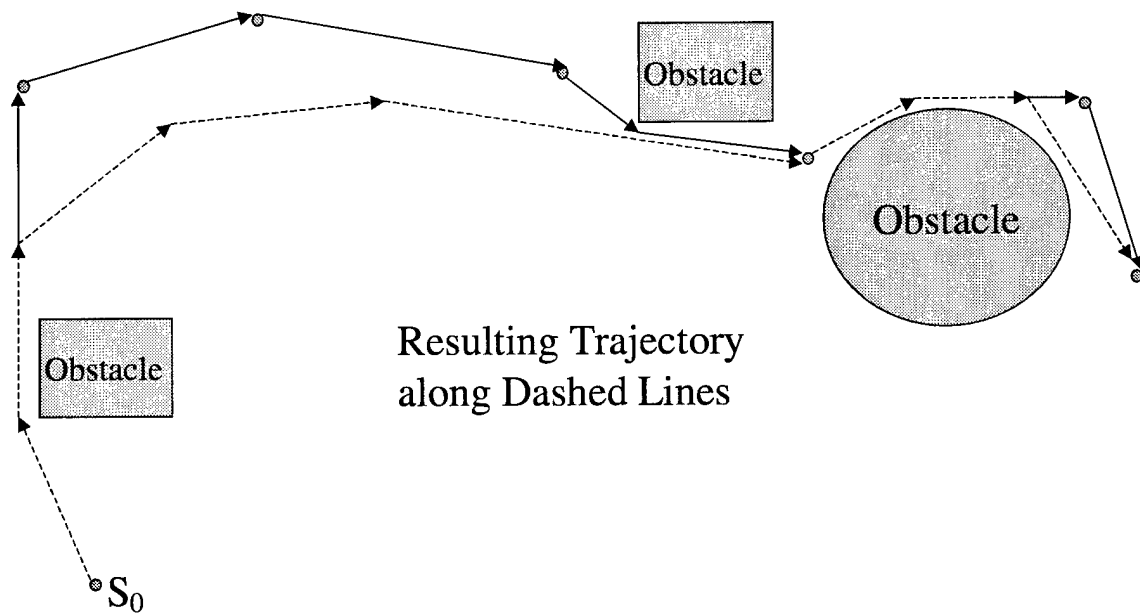 Obstacle
Obstacle
Obstacle
Resulting Trajectory
along Dashed Lines
S₀